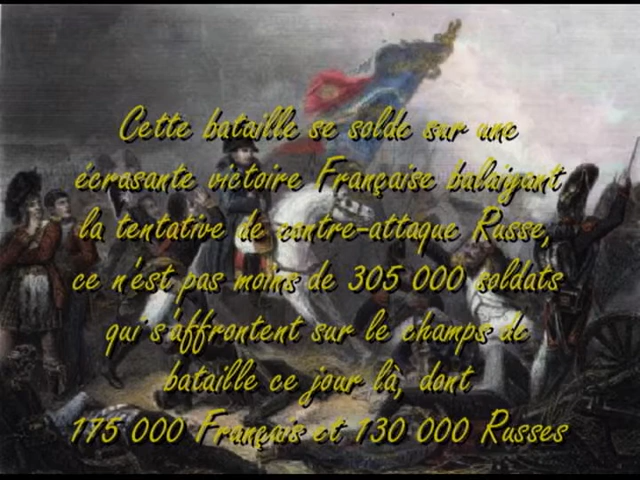 Cette bataille se solde sur une
écrasante victoire Française balaiyant
la tentative de contre-attaque Russe,
ce n'est pas moins de 305 000 soldats
qui s'affrontent sur le champs de
bataille ce jour là, dont
175 000 Français et 130 000 Russes